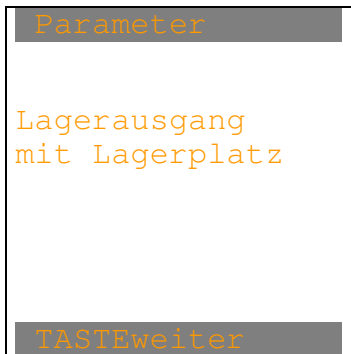 Parameter
Lagerausgang
mit Lagerplatz
TASTEweiter